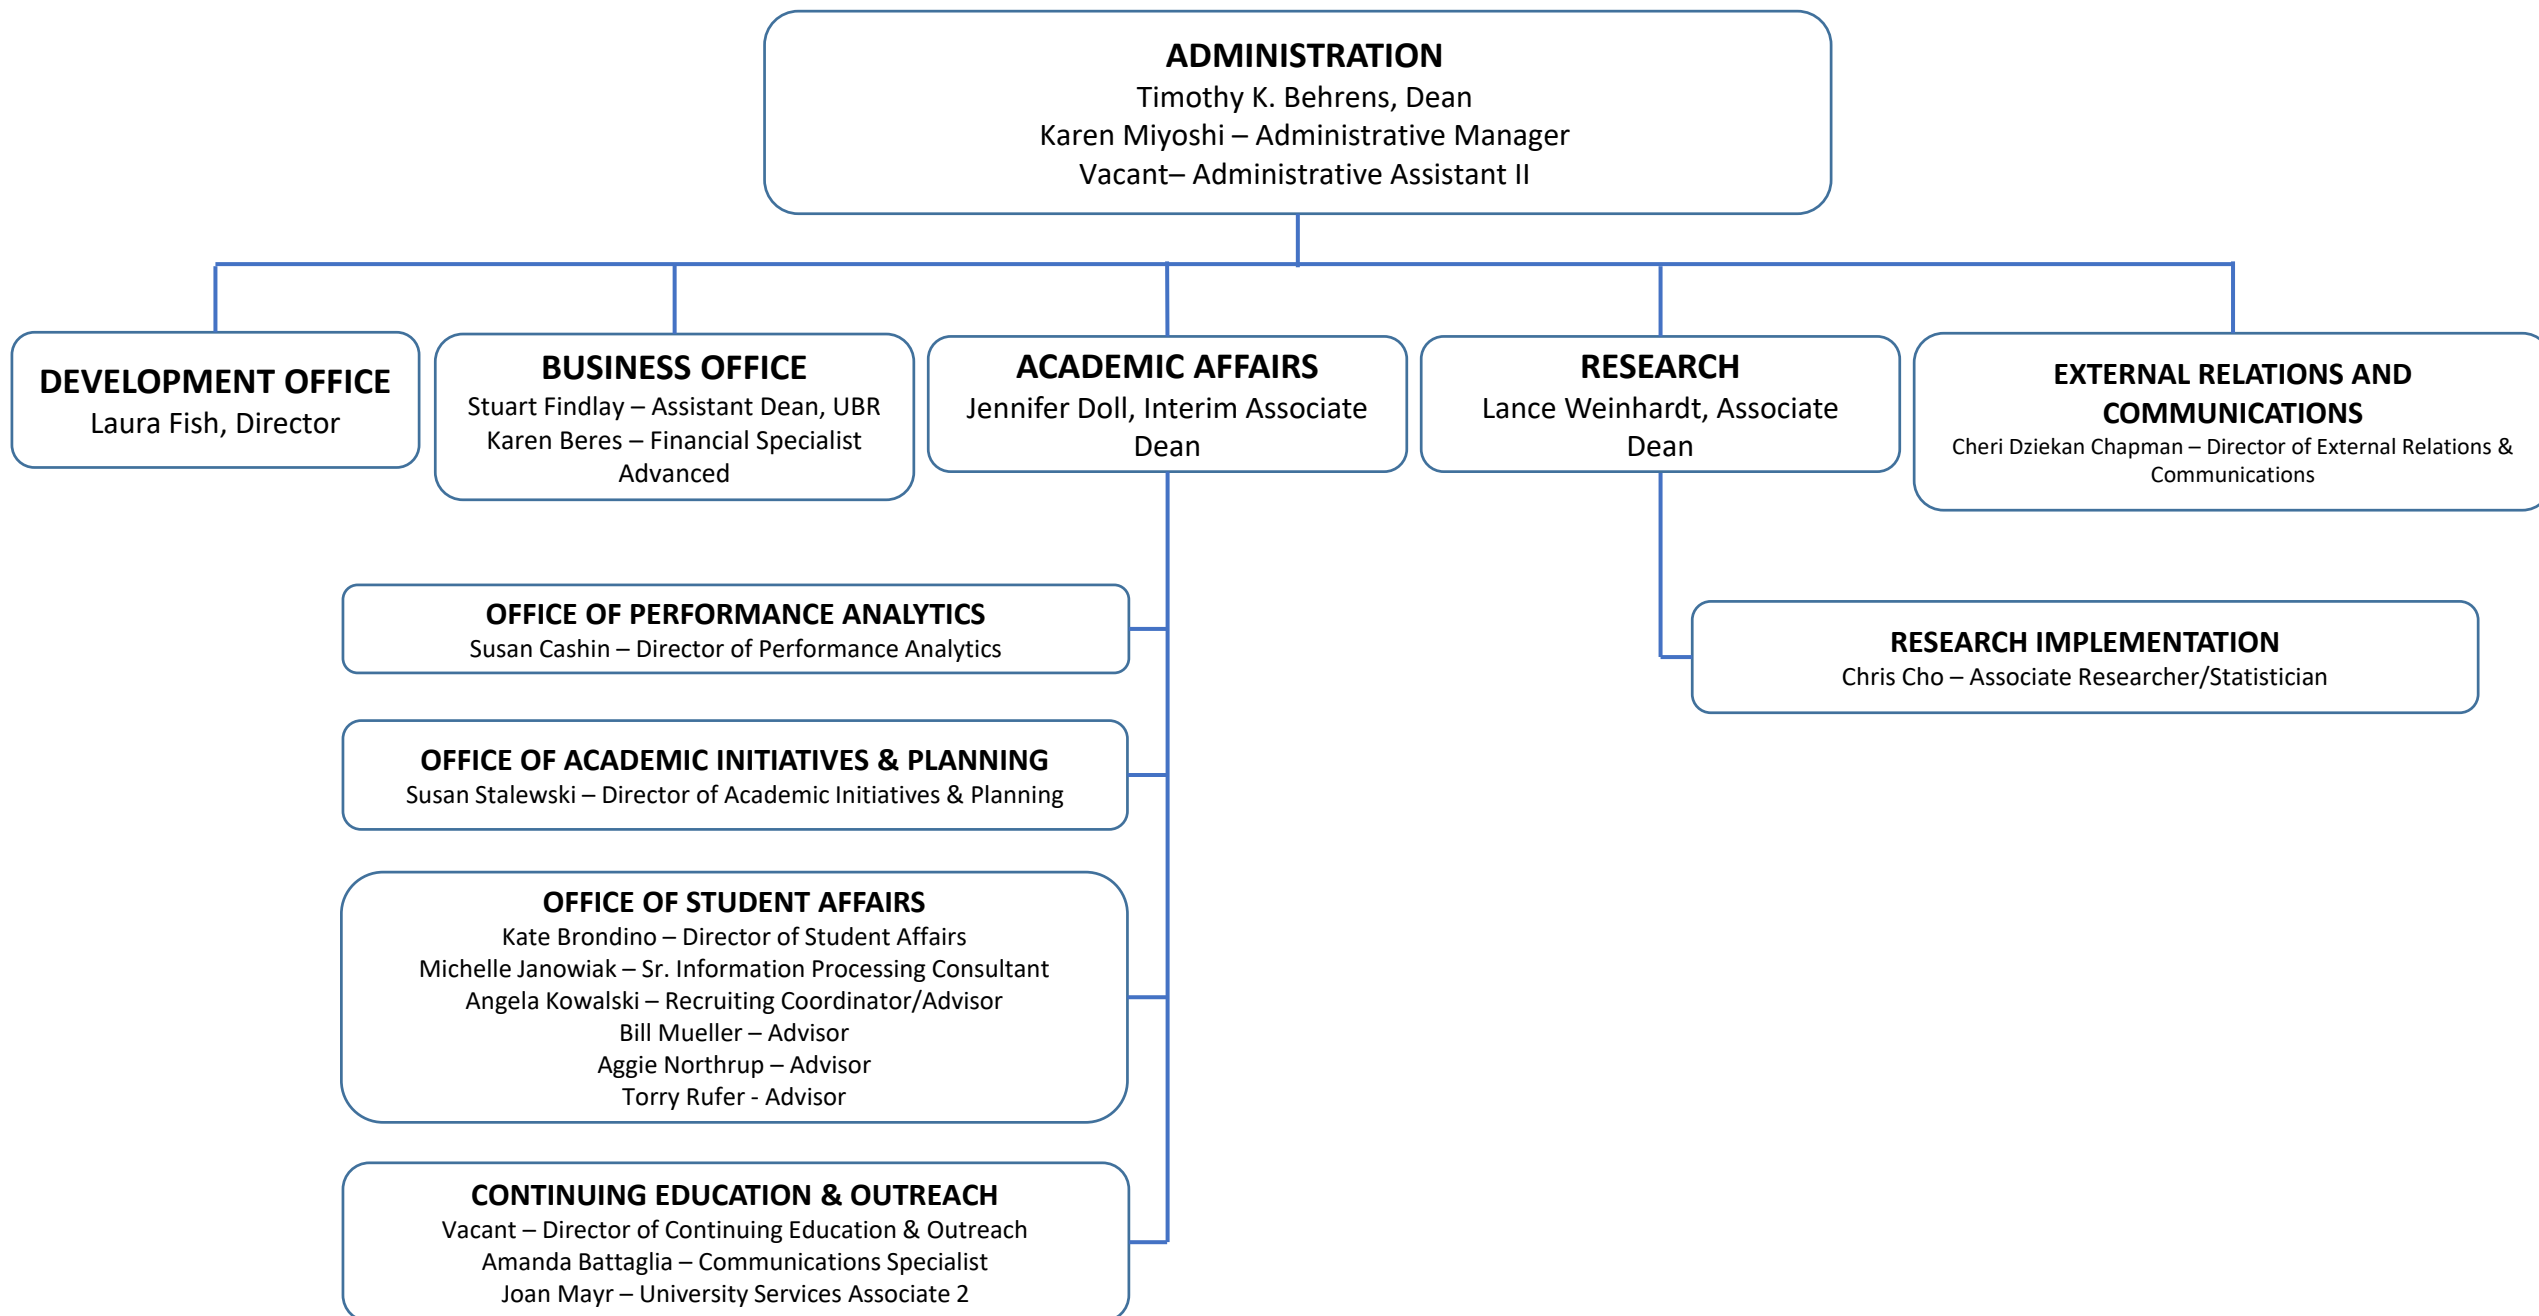 ADMINISTRATION
Timothy K. Behrens, Dean
Karen Miyoshi – Administrative Manager
Vacant– Administrative Assistant II
DEVELOPMENT OFFICE
Laura Fish, Director
BUSINESS OFFICE
Stuart Findlay – Assistant Dean, UBR
Karen Beres – Financial Specialist
Advanced
ACADEMIC AFFAIRS
Jennifer Doll, Interim Associate
Dean
RESEARCH
Lance Weinhardt, Associate
Dean
EXTERNAL RELATIONS AND
COMMUNICATIONS
Cheri Dziekan Chapman – Director of External Relations &
Communications
OFFICE OF PERFORMANCE ANALYTICS
Susan Cashin – Director of Performance Analytics
RESEARCH IMPLEMENTATION
Chris Cho – Associate Researcher/Statistician
OFFICE OF ACADEMIC INITIATIVES & PLANNING
Susan Stalewski – Director of Academic Initiatives & Planning
OFFICE OF STUDENT AFFAIRS
Kate Brondino – Director of Student Affairs
Michelle Janowiak – Sr. Information Processing Consultant
Angela Kowalski – Recruiting Coordinator/Advisor
Bill Mueller – Advisor
Aggie Northrup – Advisor
Torry Rufer - Advisor
CONTINUING EDUCATION & OUTREACH
Vacant – Director of Continuing Education & Outreach
Amanda Battaglia – Communications Specialist
Joan Mayr – University Services Associate 2